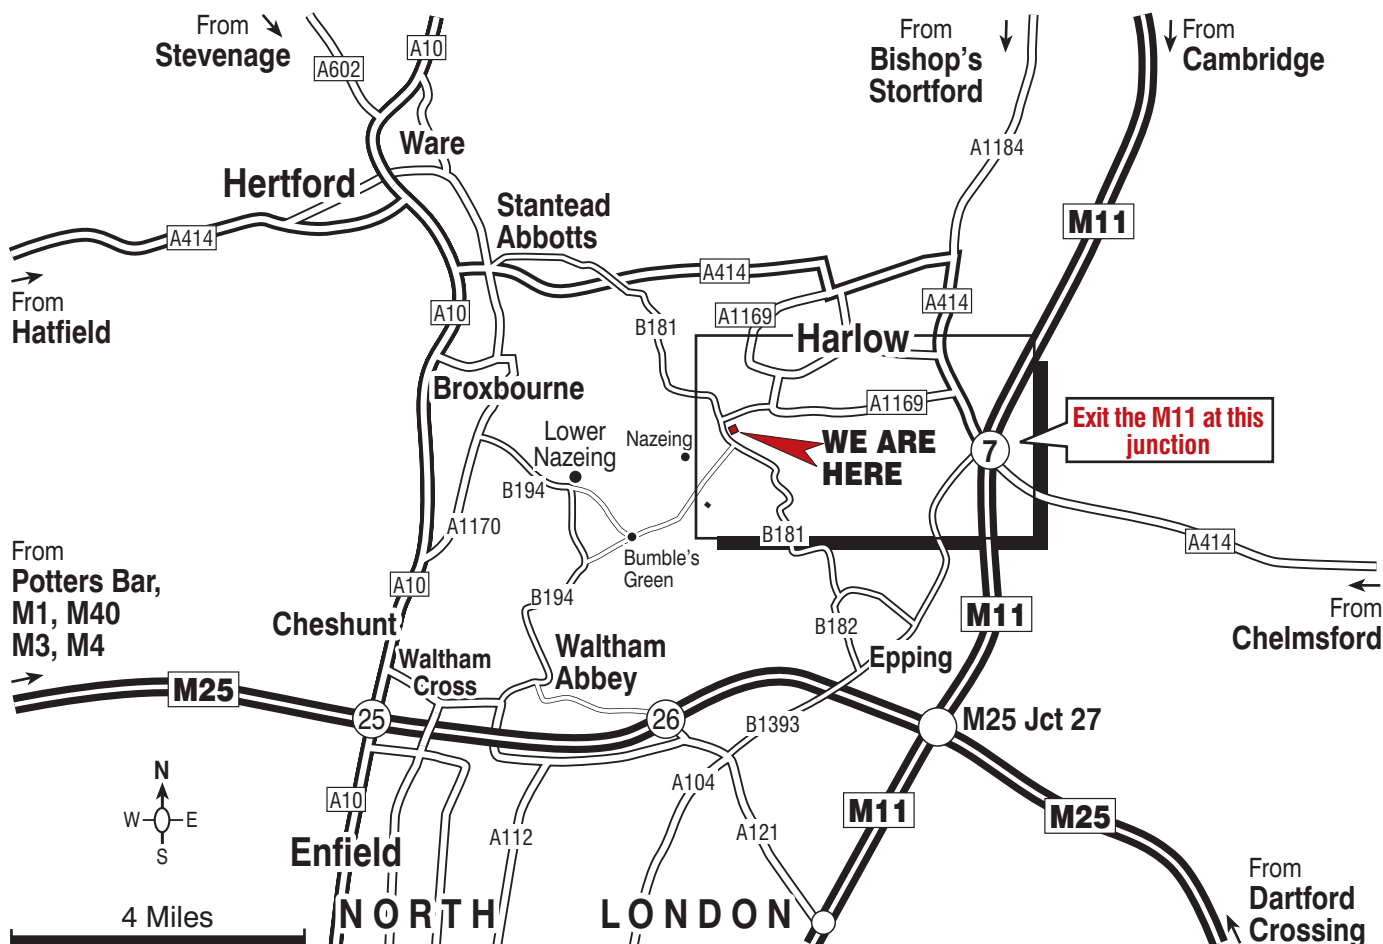 From
Stevenage
A602
A10
From
Bishop's
Stortford
From
Cambridge
Ware
A1184
Hertford
Stantead
Abbotts
M11
A414
A414
From
Hatfield
A10
A414
A1169
B181
Harlow
Broxbourne
A1169
Exit the M11 at this
junction
Lower
Nazeing
Nazeing
WE ARE
HERE
7
B194
A1170
B181
A414
From
Potters Bar,
M1, M40
M3, M4
Bumble's
Green
A10
B194
M11
From
Chelmsford
Cheshunt
B182
Waltham
Cross
Waltham
Abbey
Epping
M25
25
26
B1393
M25 Jct 27
N
W
E
S
A10
A104
A112
A121
M11
M25
Enfield
From
Dartford
Crossing
4 Miles
NORTH LONDON